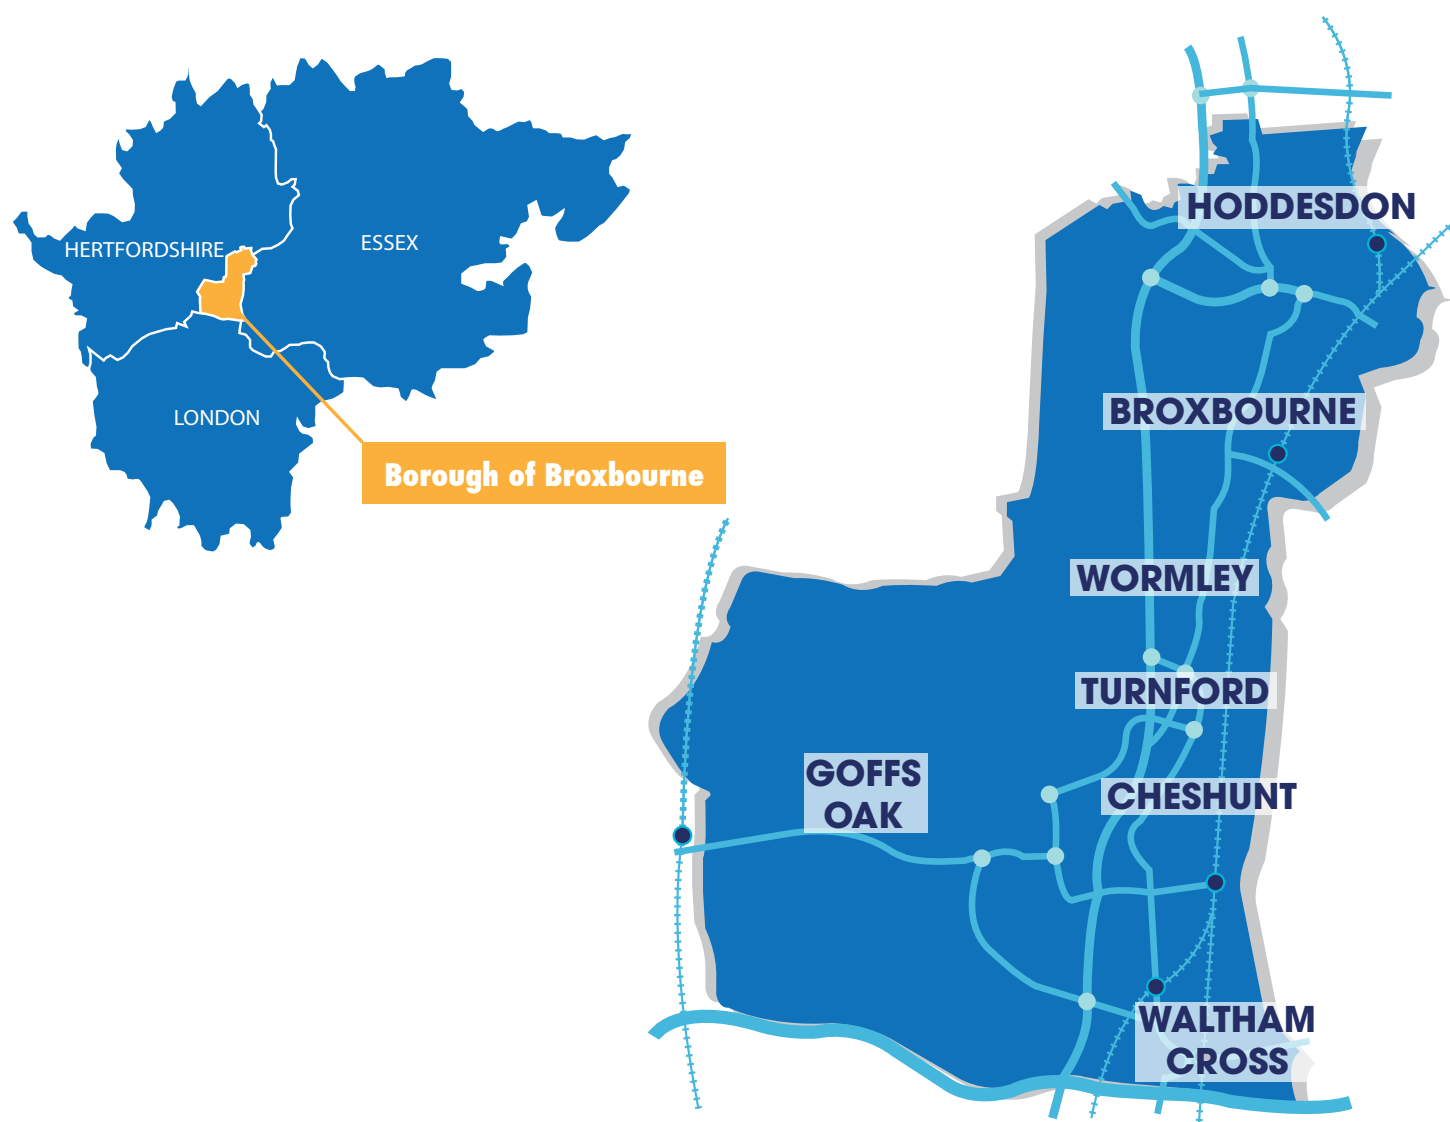 HERTFORDSHIRE
ESSEX
LONDON
Borough of Broxbourne
HODDESDON
BROXBOURNE
WORMLEY
TURNFORD
GOFFS
OAK
CHESHUNT
WALTHAM
CROSS